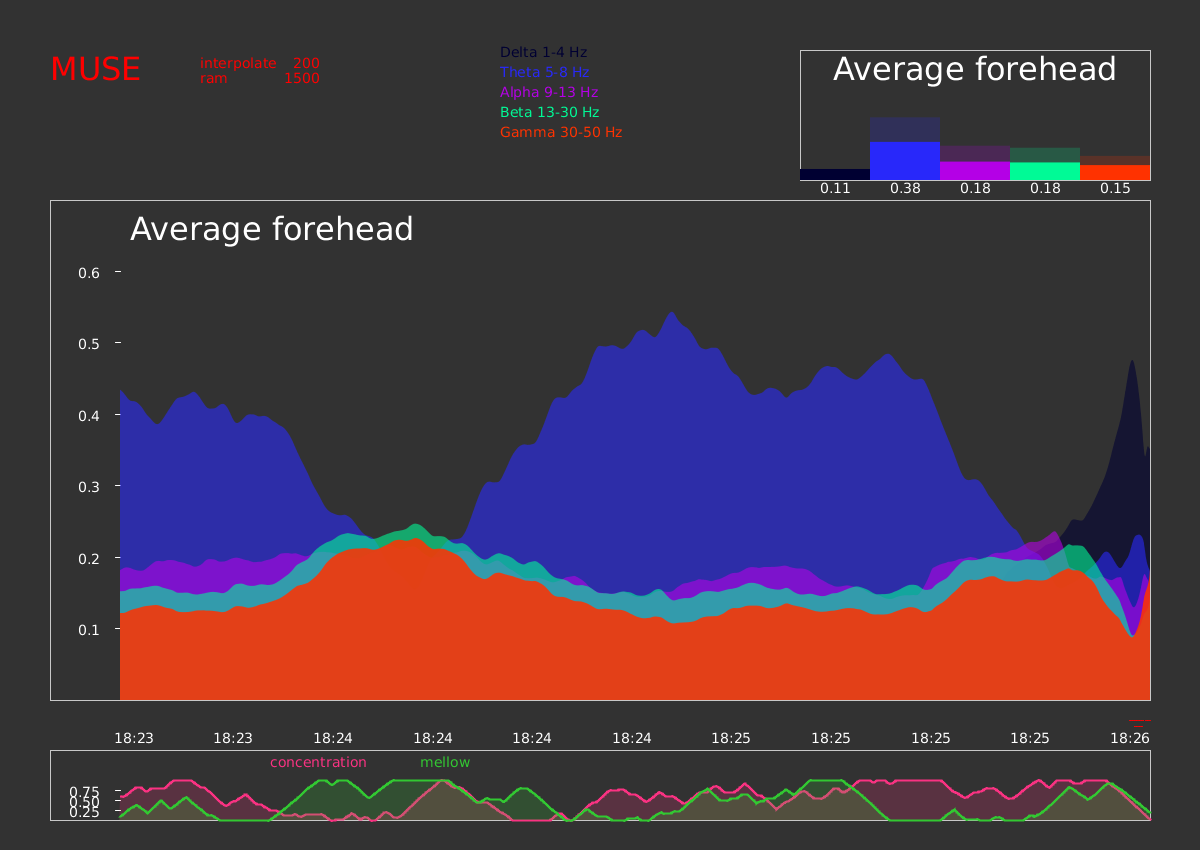 MUSE
interpolate 200
ram 1500
Delta 1-4 Hz
Theta 5-8 Hz
Alpha 9-13 Hz
Beta 13-30 Hz
Gamma 30-50 Hz
Average forehead
0.11 0.38 0.18 0.18 0.15
Average forehead
0.6
0.5
0.4
0.3
0.2
0.1
18:23 18:23 18:24 18:24 18:24 18:24 18:25 18:25 18:25 18:25 18:26
concentration mellow
0.75
0.50
0.25